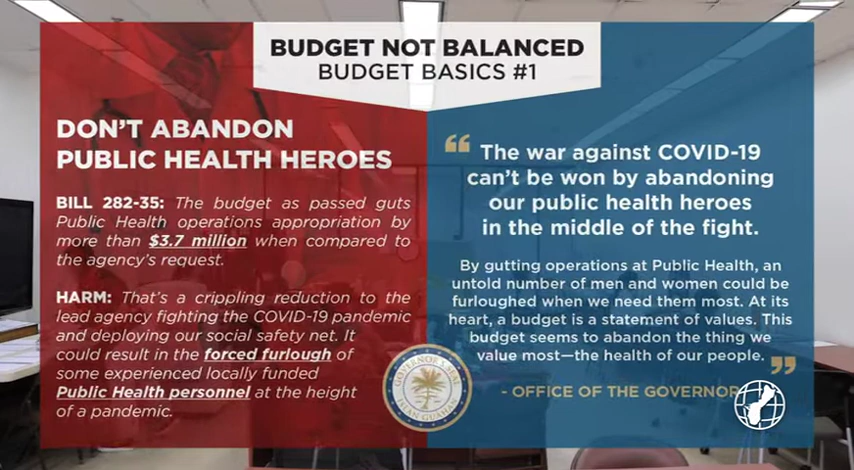 BUDGET NOT BALANCED
BUDGET BASICS #1
DON'T ABANDON
PUBLIC HEALTH HEROES
BILL 282-35: The budget as passed guts
Public Health operations appropriation by
more than $3.7 million when compared to
the agency's request.
HARM: That's a crippling reduction to the
lead agency fighting the COVID-19 pandemic
and deploying our social safety net. It
could result in the forced furlough of
some experienced locally funded
Public Health personnel at the height
of a pandemic.
“ The war against COVID-19
can't be won by abandoning
our public health heroes
in the middle of the fight.
By gutting operations at Public Health, an
untold number of men and women could be
furloughed when we need them most. At its
heart, a budget is a statement of values. This
budget seems to abandon the thing we
value most—the health of our people. ”
- OFFICE OF THE GOVERNOR
GOVERNOR'S SEAL
ISLAN GUAHAN